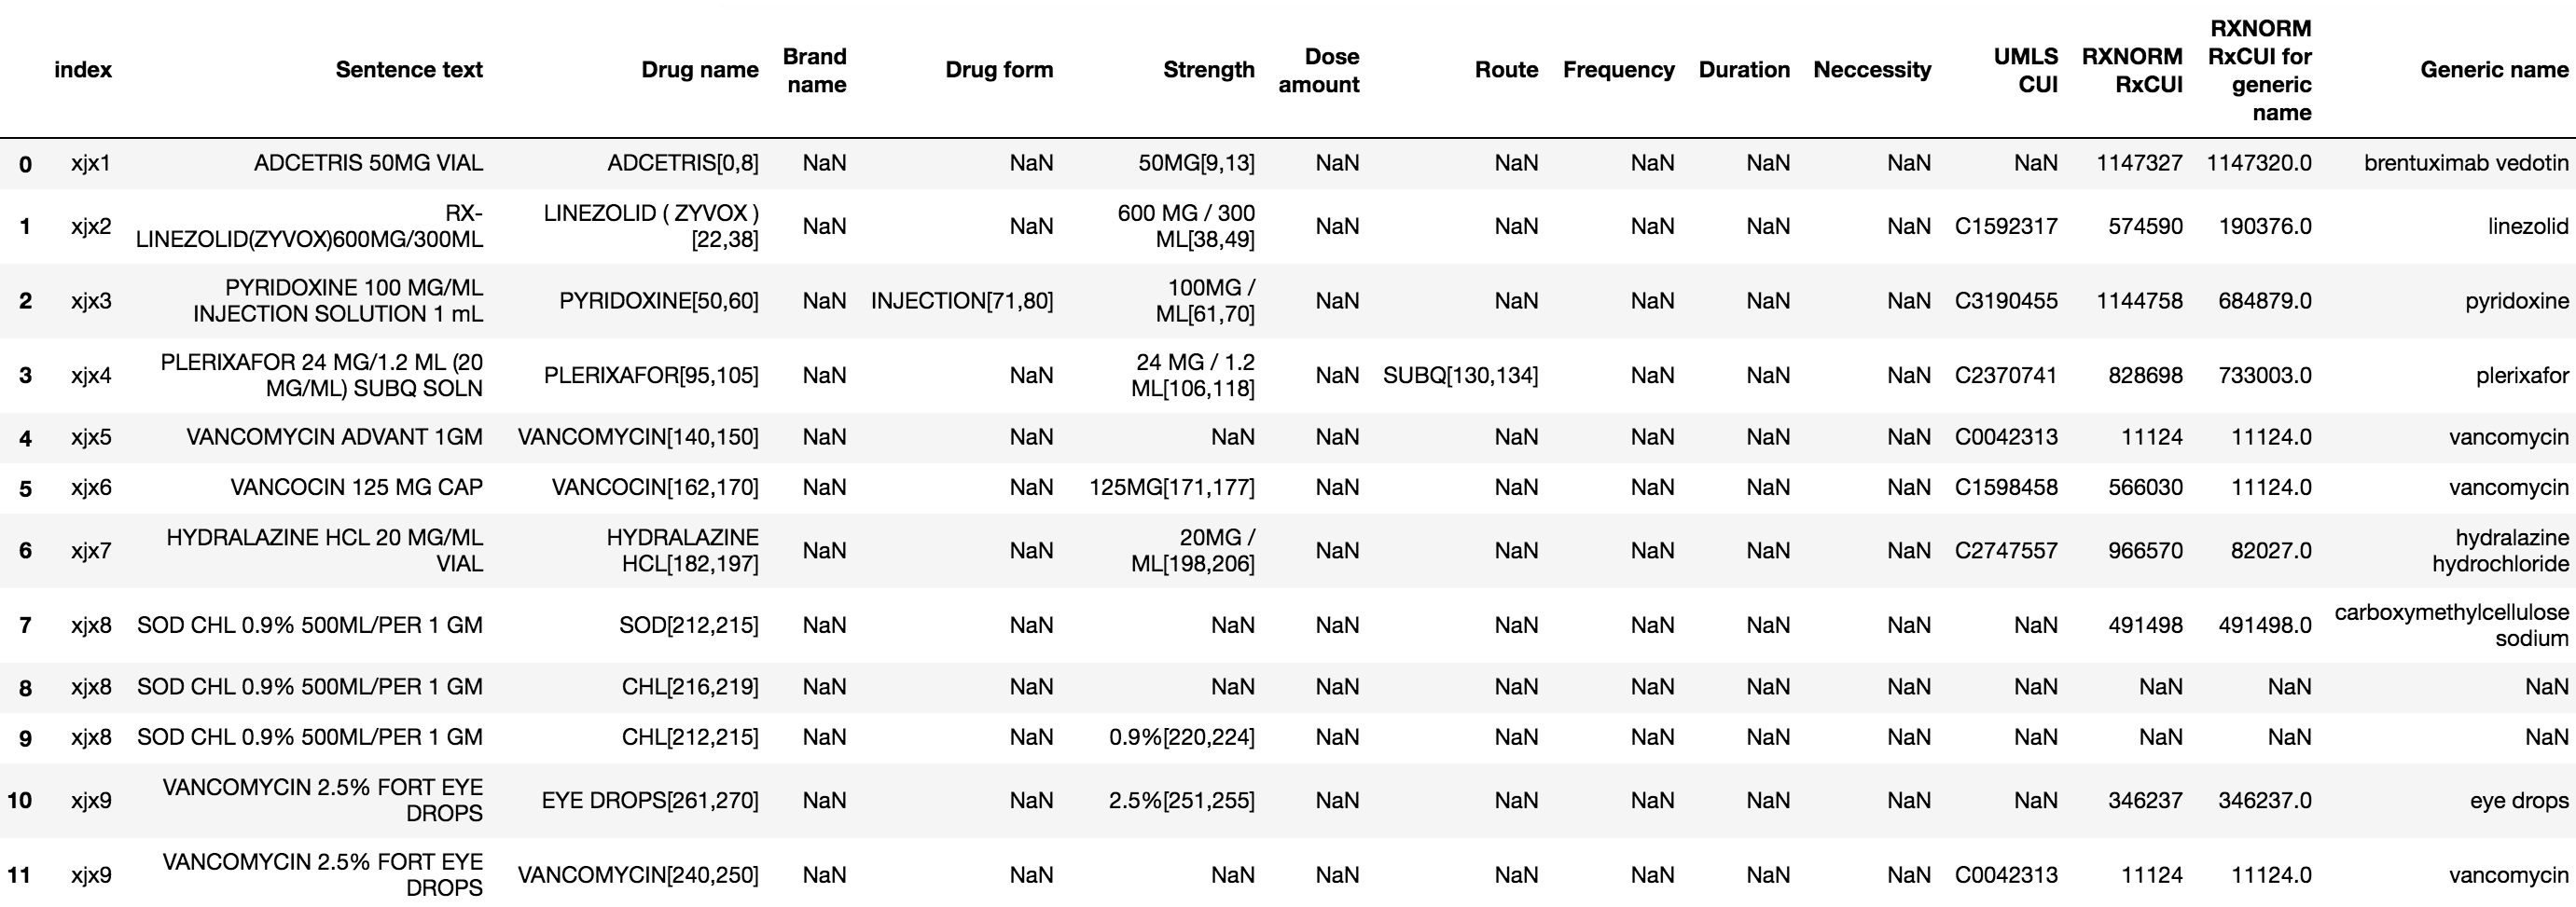 index Sentence text Drug name Brand name Drug form Strength Dose amount Route Frequency Duration Neccessity UMLS CUI RXNORM RxCUI RXNORM RxCUI for generic name Generic name
0 xjx1 ADCETRIS 50MG VIAL ADCETRIS[0,8] NaN NaN 50MG[9,13] NaN NaN NaN NaN NaN NaN 1147327 1147320.0 brentuximab vedotin
1 xjx2 RX-LINEZOLID(ZYVOX)600MG/300ML LINEZOLID ( ZYVOX ) [22,38] NaN NaN 600 MG / 300 ML[38,49] NaN NaN NaN NaN NaN C1592317 574590 190376.0 linezolid
2 xjx3 PYRIDOXINE 100 MG/ML INJECTION SOLUTION 1 mL PYRIDOXINE[50,60] NaN INJECTION[71,80] 100MG / ML[61,70] NaN NaN NaN NaN NaN C3190455 1144758 684879.0 pyridoxine
3 xjx4 PLERIXAFOR 24 MG/1.2 ML (20 MG/ML) SUBQ SOLN PLERIXAFOR[95,105] NaN NaN 24 MG / 1.2 ML[106,118] NaN SUBQ[130,134] NaN NaN NaN C2370741 828698 733003.0 plerixafor
4 xjx5 VANCOMYCIN ADVANT 1GM VANCOMYCIN[140,150] NaN NaN NaN NaN NaN NaN NaN NaN C0042313 11124 11124.0 vancomycin
5 xjx6 VANCOCIN 125 MG CAP VANCOCIN[162,170] NaN NaN 125MG[171,177] NaN NaN NaN NaN NaN C1598458 566030 11124.0 vancomycin
6 xjx7 HYDRALAZINE HCL 20 MG/ML VIAL HYDRALAZINE HCL[182,197] NaN NaN 20MG / ML[198,206] NaN NaN NaN NaN NaN C2747557 966570 82027.0 hydralazine hydrochloride
7 xjx8 SOD CHL 0.9% 500ML/PER 1 GM SOD[212,215] NaN NaN NaN NaN NaN NaN NaN NaN NaN 491498 491498.0 carboxymethylcellulose sodium
8 xjx8 SOD CHL 0.9% 500ML/PER 1 GM CHL[216,219] NaN NaN NaN NaN NaN NaN NaN NaN NaN NaN NaN NaN
9 xjx8 SOD CHL 0.9% 500ML/PER 1 GM CHL[212,215] NaN NaN 0.9%[220,224] NaN NaN NaN NaN NaN NaN NaN NaN NaN
10 xjx9 VANCOMYCIN 2.5% FORT EYE DROPS EYE DROPS[261,270] NaN NaN 2.5%[251,255] NaN NaN NaN NaN NaN NaN 346237 346237.0 eye drops
11 xjx9 VANCOMYCIN 2.5% FORT EYE DROPS VANCOMYCIN[240,250] NaN NaN NaN NaN NaN NaN NaN NaN C0042313 11124 11124.0 vancomycin